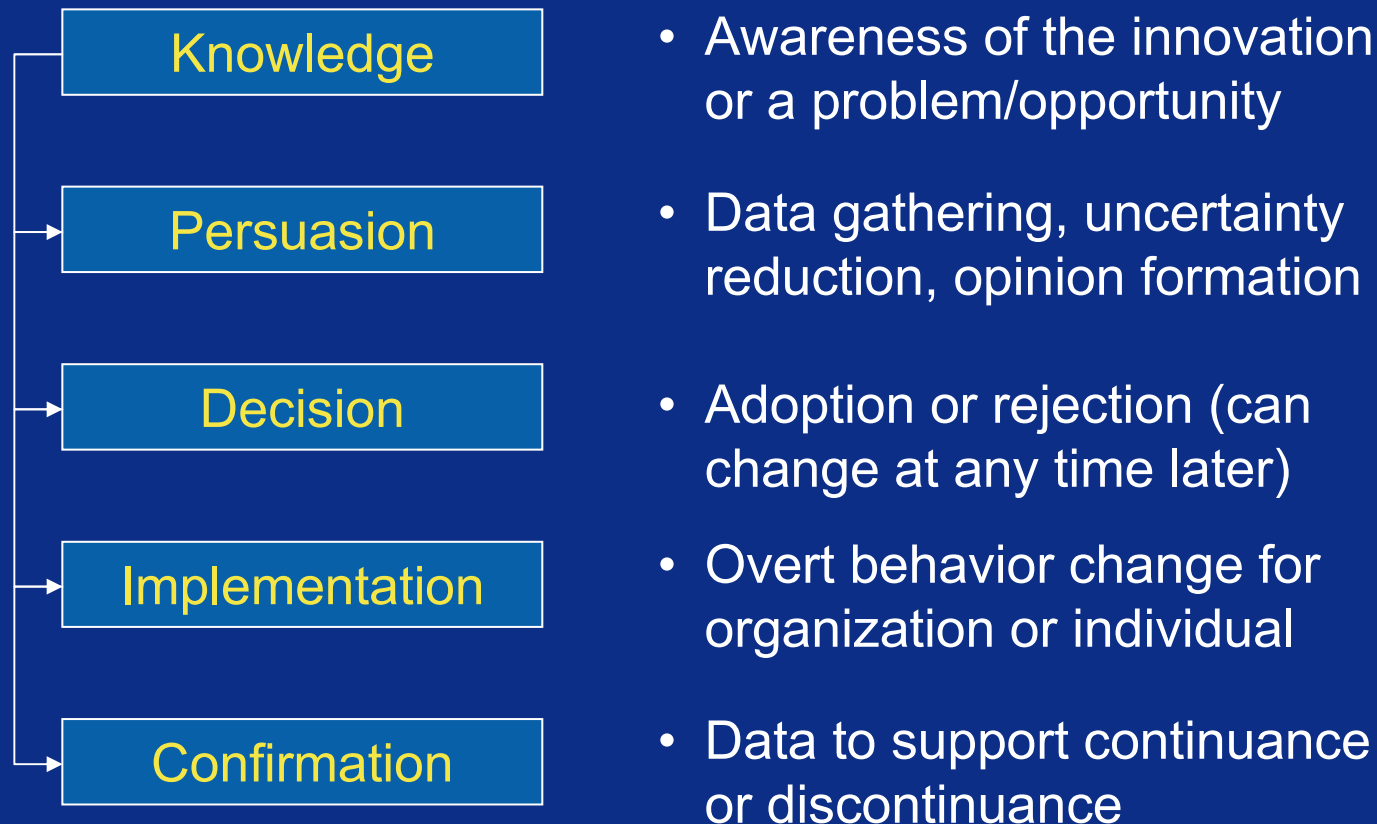 Knowledge
• Awareness of the innovation
or a problem/opportunity
Persuasion
• Data gathering, uncertainty
reduction, opinion formation
Decision
• Adoption or rejection (can
change at any time later)
Implementation
• Overt behavior change for
organization or individual
Confirmation
• Data to support continuance
or discontinuance